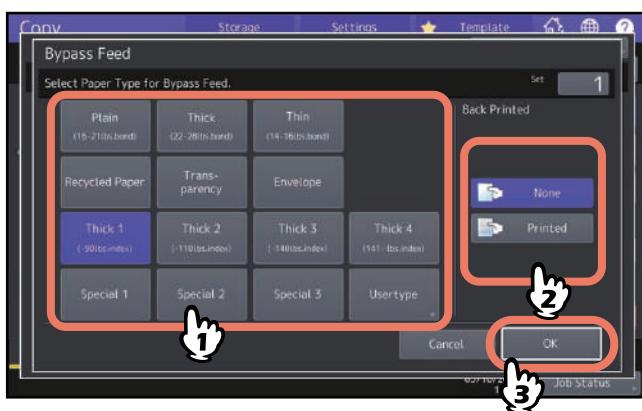 Copy Storage Settings Template
Bypass Feed
Select Paper Type for Bypass Feed. Set 1
Plain Thick Thin Back Printed
(16-21lbs.bond) (22-28lbs.bond) (14-16lbs.bond)
Recycled Paper Trans-
parency Envelope
None
Thick 1 Thick 2 Thick 3 Thick 4 Printed
(-90lbs.index) (-110lbs.index) (-140lbs.index) (141- lbs.index)
Special 1 Special 2 Special 3 Usertype
2
1
Cancel OK
3
Job Status